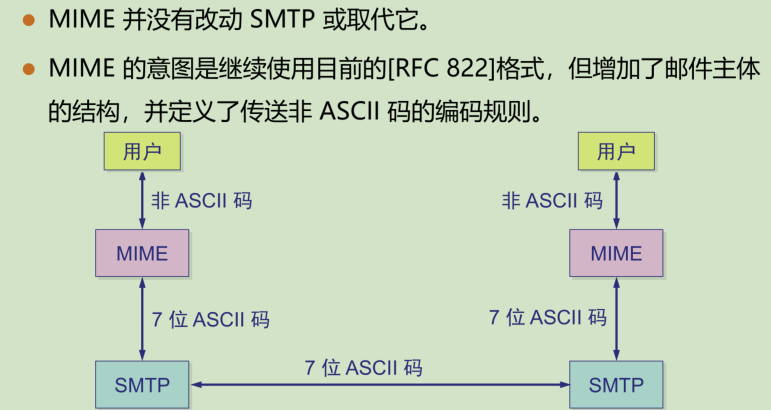 MIME 并没有改动 SMTP 或取代它。
MIME 的意图是继续使用目前的[RFC 822]格式，但增加了邮件主体
的结构，并定义了传送非 ASCII 码的编码规则。
用户
用户
非 ASCII 码
非 ASCII 码
MIME
MIME
7 位 ASCII 码
7 位 ASCII 码
7 位 ASCII 码
SMTP
SMTP